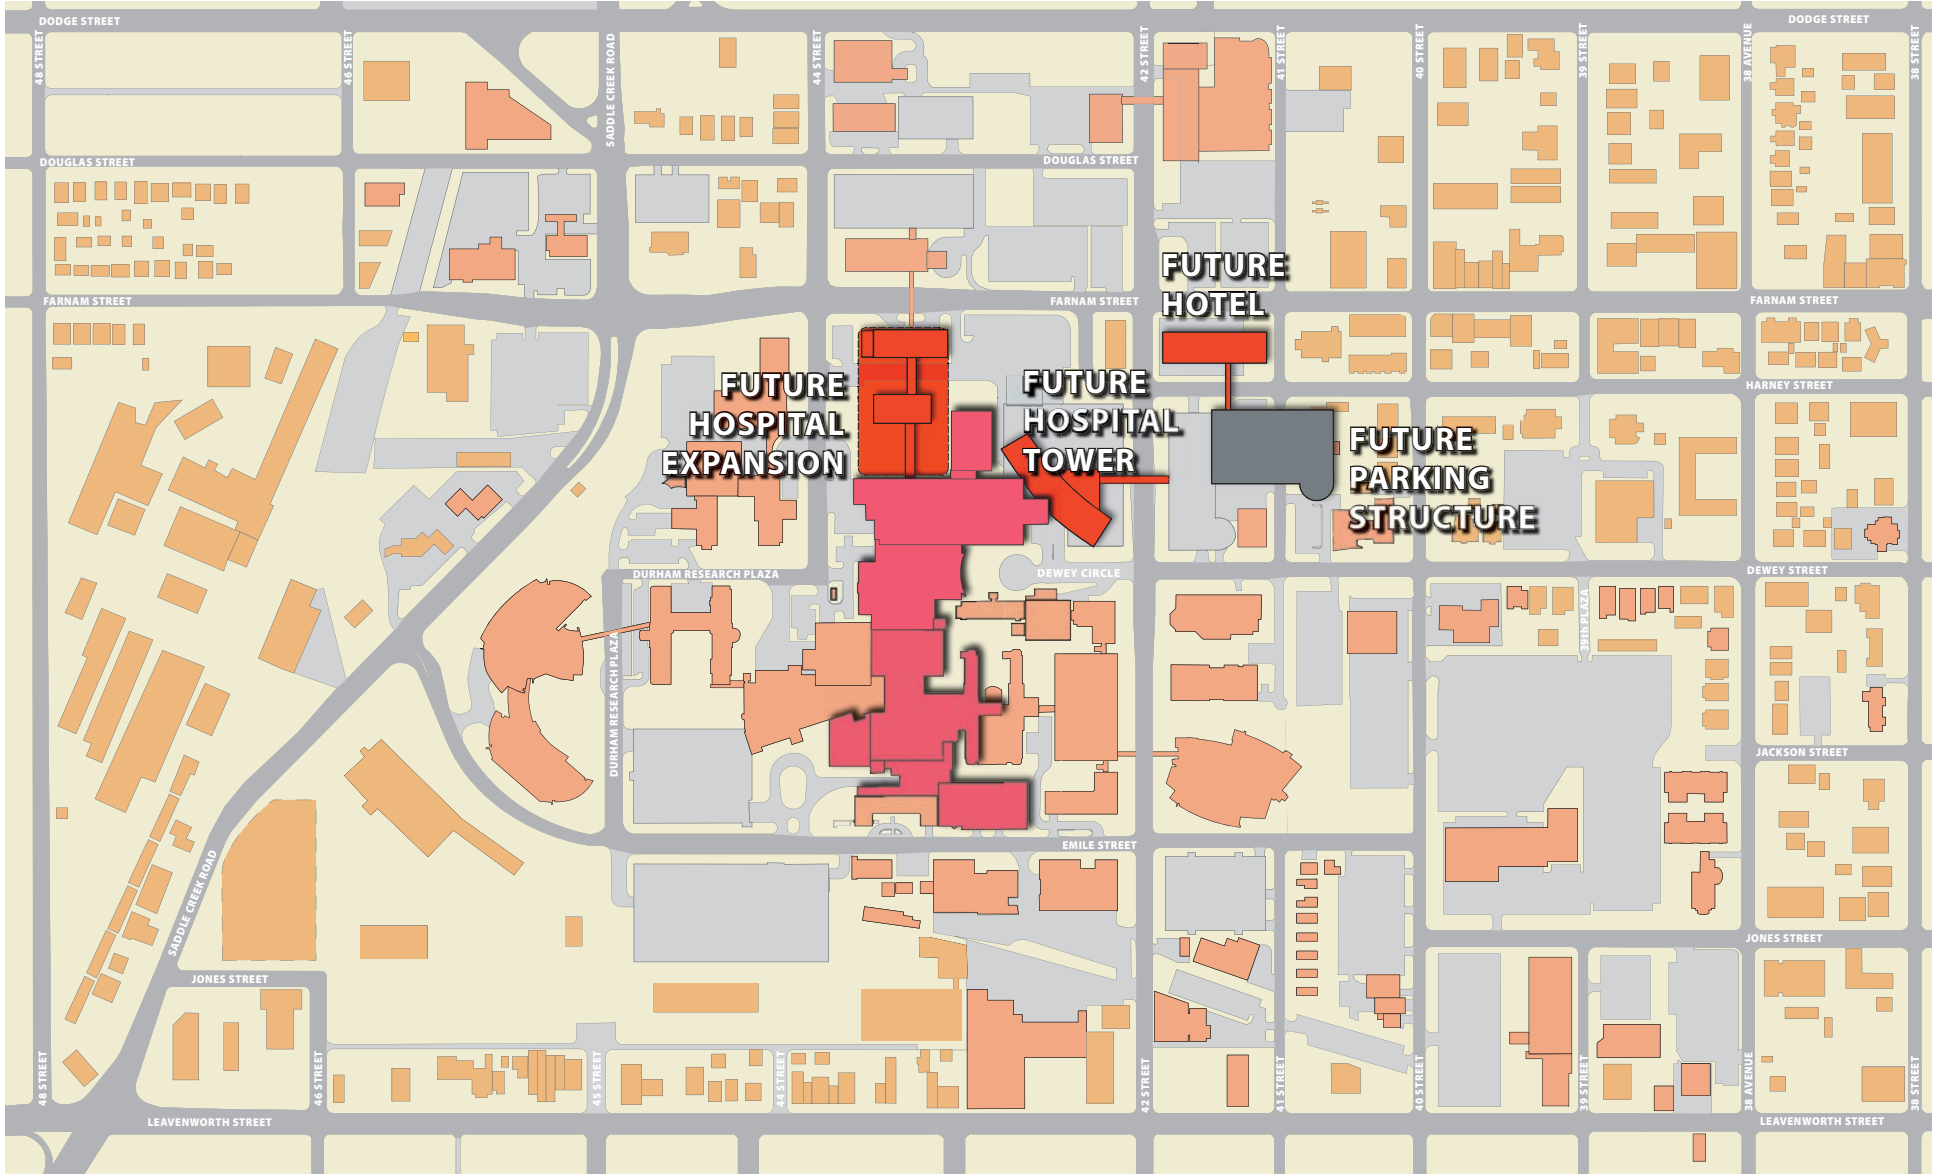 DODGE STREET
DODGE STREET
48 STREET
46 STREET
SADDLE CREEK ROAD
44 STREET
42 STREET
41 STREET
40 STREET
39 STREET
38 AVENUE
38 STREET
DOUGLAS STREET
DOUGLAS STREET
FARNAM STREET
FARNAM STREET
FARNAM STREET
FUTURE
HOTEL
FUTURE
HOSPITAL
EXPANSION
FUTURE
HOSPITAL
TOWER
HARNEY STREET
FUTURE
PARKING
STRUCTURE
DURHAM RESEARCH PLAZA
DEWEY CIRCLE
DEWEY STREET
DURHAM RESEARCH PLAZA
39th PLAZA
JACKSON STREET
EMILE STREET
SADDLE CREEK ROAD
JONES STREET
JONES STREET
48 STREET
46 STREET
45 STREET
44 STREET
42 STREET
41 STREET
40 STREET
39 STREET
38 AVENUE
38 STREET
LEAVENWORTH STREET
LEAVENWORTH STREET